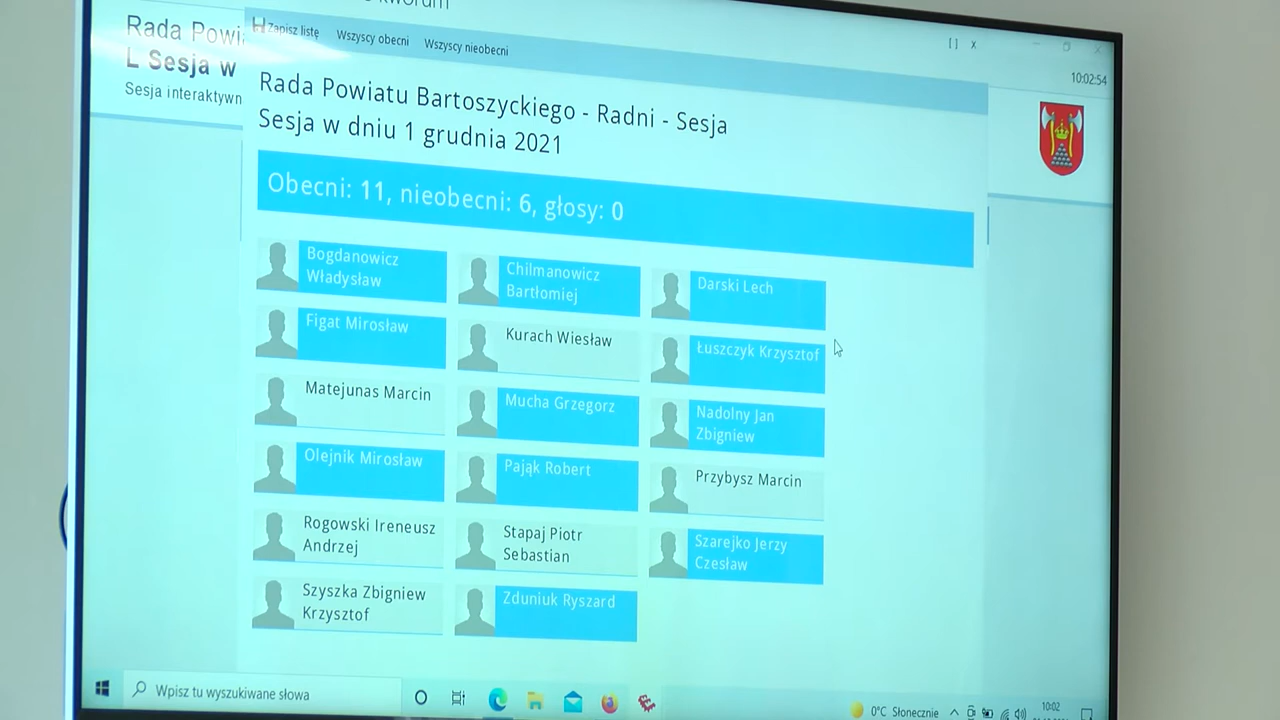 kworum
Rada Powi
L Sesja w
Sesja interaktywn
Zapisz listę Wszyscy obecni Wszyscy nieobecni [ ] X
10:02:54
Rada Powiatu Bartoszyckiego - Radni - Sesja
Sesja w dniu 1 grudnia 2021
Obecni: 11, nieobecni: 6, głosy: 0
Bogdanowicz
Władysław
Chilmanowicz
Bartłomiej
Darski Lech
Figat Mirosław
Kurach Wiesław
Łuszczyk Krzysztof
Matejunas Marcin
Mucha Grzegorz
Nadolny Jan
Zbigniew
Olejnik Mirosław
Pająk Robert
Przybysz Marcin
Rogowski Ireneusz
Andrzej
Stapaj Piotr
Sebastian
Szarejko Jerzy
Czesław
Szyszka Zbigniew
Krzysztof
Zduniuk Ryszard
Wpisz tu wyszukiwane słowa
0°C Słonecznie
10:02